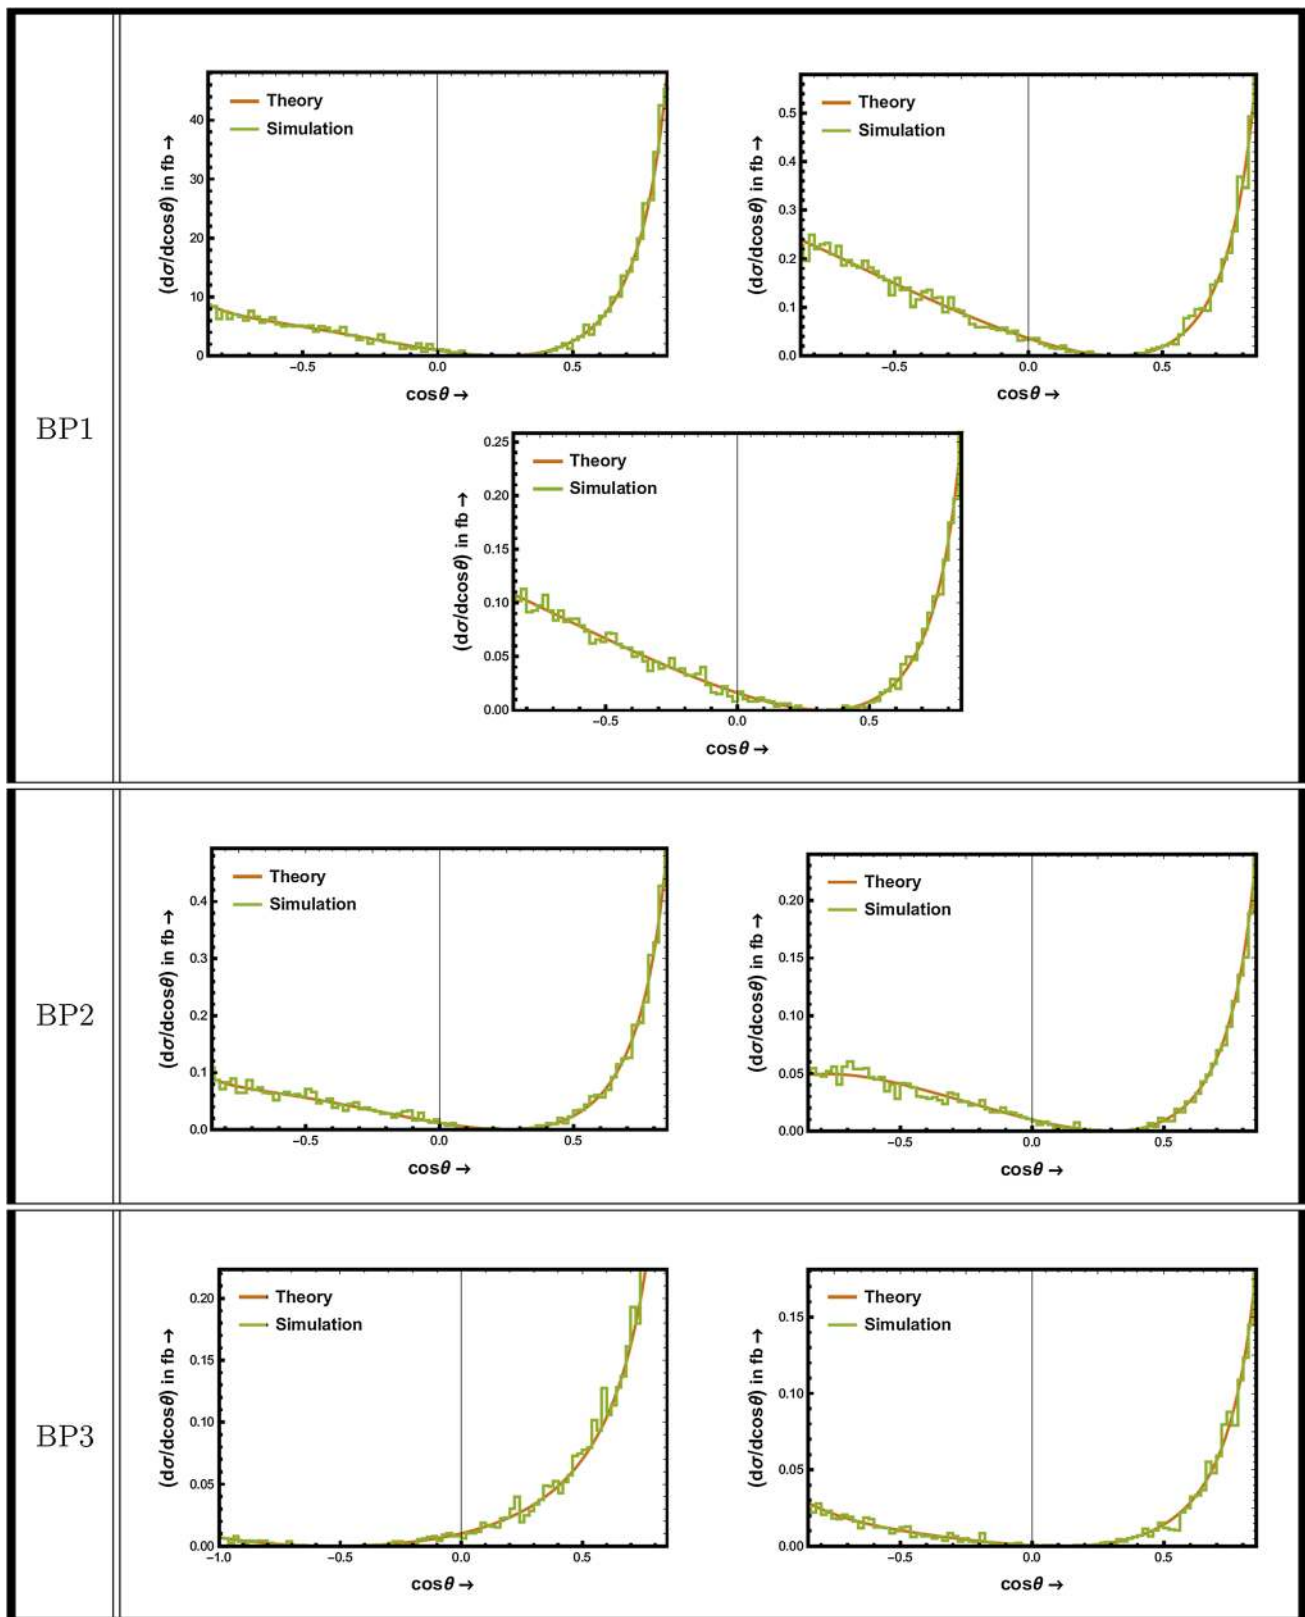 BP1
Theory
Simulation
(dσ/dcosθ) in fb →
40
30
20
10
0
−0.5
0.0
0.5
cosθ →
Theory
Simulation
(dσ/dcosθ) in fb →
0.5
0.4
0.3
0.2
0.1
0.0
−0.5
0.0
0.5
cosθ →
Theory
Simulation
(dσ/dcosθ) in fb →
0.25
0.20
0.15
0.10
0.05
0.00
−0.5
0.0
0.5
cosθ →
BP2
Theory
Simulation
(dσ/dcosθ) in fb →
0.4
0.3
0.2
0.1
0.0
−0.5
0.0
0.5
cosθ →
Theory
Simulation
(dσ/dcosθ) in fb →
0.20
0.15
0.10
0.05
0.00
−0.5
0.0
0.5
cosθ →
BP3
Theory
Simulation
(dσ/dcosθ) in fb →
0.20
0.15
0.10
0.05
0.00
−1.0
−0.5
0.0
0.5
cosθ →
Theory
Simulation
(dσ/dcosθ) in fb →
0.15
0.10
0.05
0.00
−0.5
0.0
0.5
cosθ →